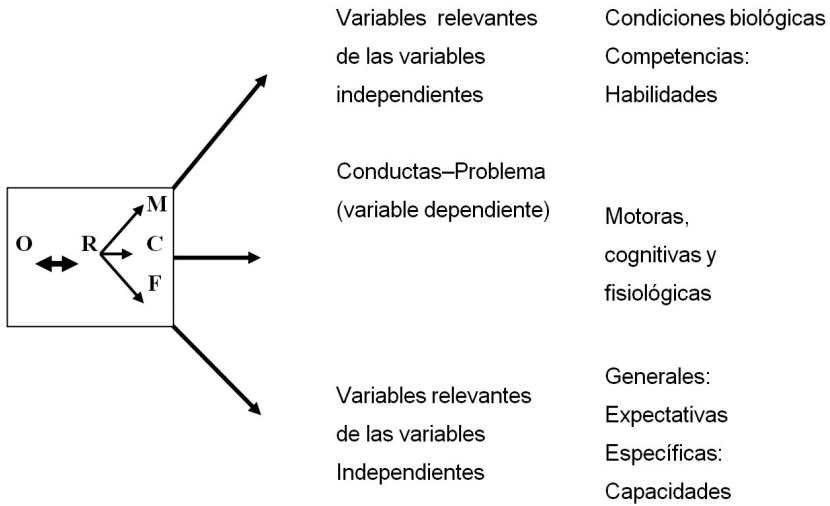 Variables relevantes
de las variables
independientes
Condiciones biológicas
Competencias:
Habilidades
Conductas–Problema
(variable dependiente)
Motoras,
cognitivas y
fisiológicas
M
O
R
C
F
Variables relevantes
de las variables
Independientes
Generales:
Expectativas
Específicas:
Capacidades